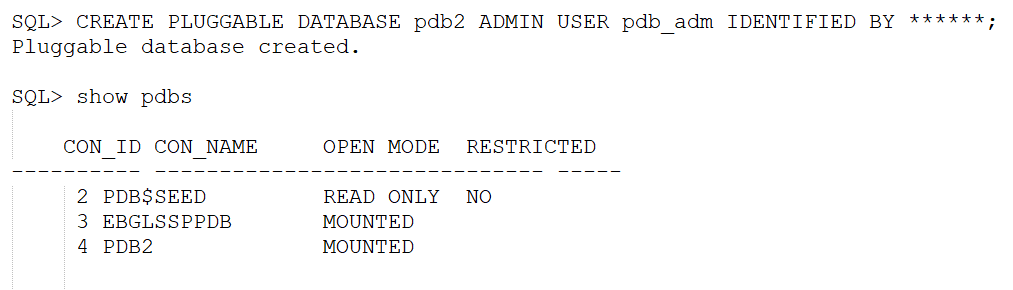 SQL> CREATE PLUGGABLE DATABASE pdb2 ADMIN USER pdb_adm IDENTIFIED BY ******;
Pluggable database created.
SQL> show pdbs
CON_ID CON_NAME OPEN MODE RESTRICTED
---------- ------------------------------ -----
2 PDB$SEED READ ONLY NO
3 EBGLSSPPDB MOUNTED
4 PDB2 MOUNTED